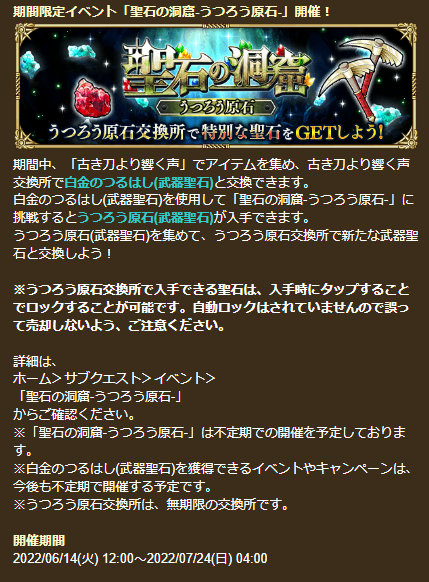 期間限定イベント「聖石の洞窟-うつろう原石-」開催！
聖石の洞窟
うつろう原石
うつろう原石交換所で特別な聖石をGETしよう!
期間中、「古き刀より響く声」でアイテムを集め、古き刀より響く声
交換所で白金のつるはし(武器聖石)と交換できます。
白金のつるはし(武器聖石)を使用して「聖石の洞窟-うつろう原石-」に
挑戦するとうつろう原石(武器聖石)が入手できます。
うつろう原石(武器聖石)を集めて、うつろう原石交換所で新たな武器聖
石と交換しよう！
※うつろう原石交換所で入手できる聖石は、入手時にタップすること
でロックすることが可能です。自動ロックはされていませんので誤っ
て売却しないよう、ご注意ください。
詳細は、
ホーム＞サブクエスト＞イベント＞
「聖石の洞窟-うつろう原石-」
からご確認ください。
※「聖石の洞窟-うつろう原石-」は不定期での開催を予定しておりま
す。
※白金のつるはし(武器聖石)を獲得できるイベントやキャンペーンは、
今後も不定期で開催する予定です。
※うつろう原石交換所は、無期限の交換所です。
開催期間
2022/06/14(火) 12:00～2022/07/24(日) 04:00